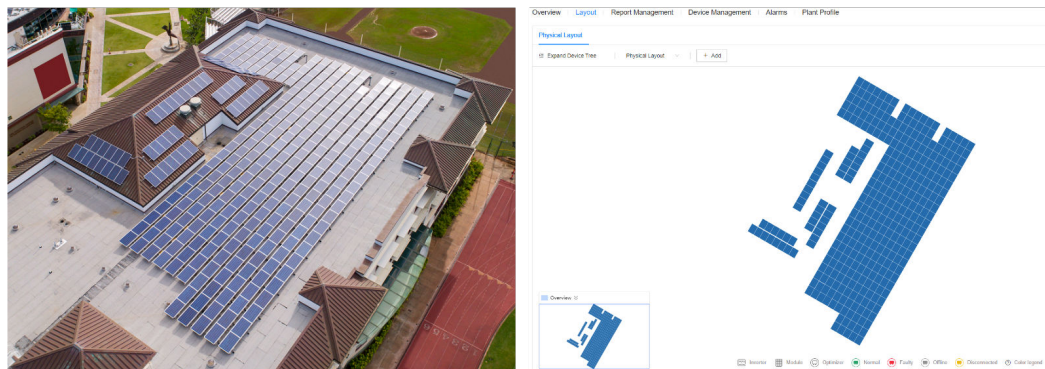 Overview Layout Report Management Device Management Alarms Plant Profile
Physical Layout
Expand Device Tree Physical Layout + Add
Overview
Inverter Module Optimizer Normal Faulty Offline Disconnected Color legend